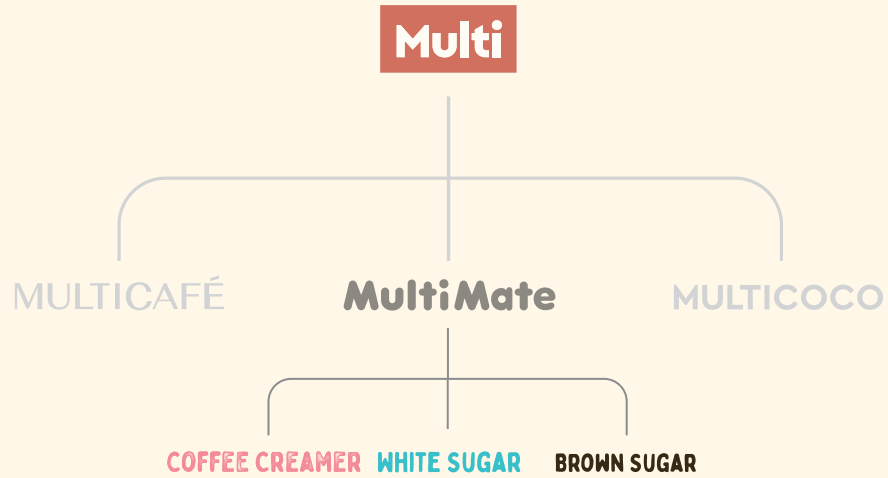 Multi
MULTICAFÉ
MultiMate
MULTICOCO
COFFEE CREAMER
WHITE SUGAR
BROWN SUGAR